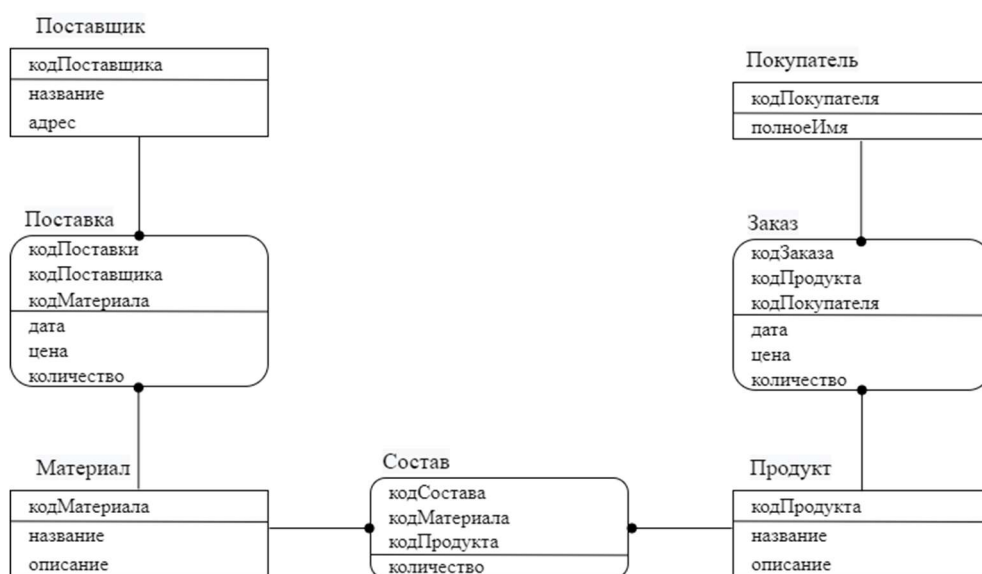 Поставщик
кодПоставщика
название
адрес
Покупатель
кодПокупателя
полноеИмя
Поставка
кодПоставки
кодПоставщика
кодМатериала
дата
цена
количество
Заказ
кодЗаказа
кодПродукта
кодПокупателя
дата
цена
количество
Материал
кодМатериала
название
описание
Состав
кодСостава
кодМатериала
кодПродукта
количество
Продукт
кодПродукта
название
описание